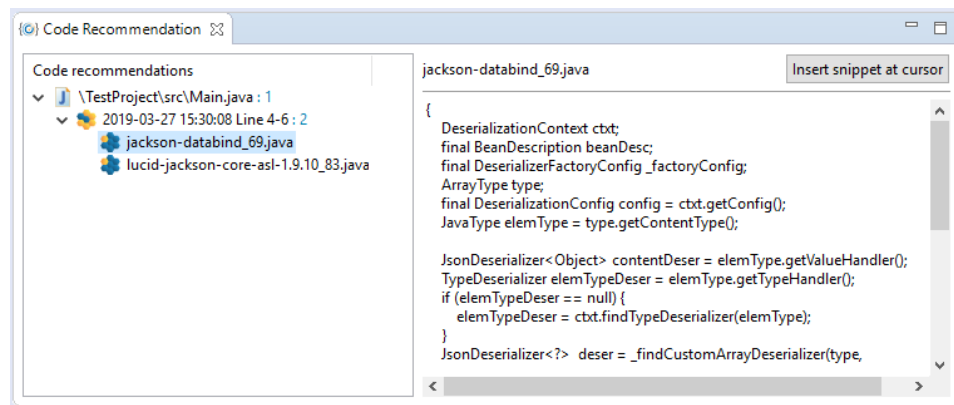 Code Recommendation
Code recommendations
\TestProject\src\Main.java : 1
2019-03-27 15:30:08 Line 4-6 : 2
jackson-databind_69.java
lucid-jackson-core-asl-1.9.10_83.java
jackson-databind_69.java
Insert snippet at cursor
{
DeserializationContext ctxt;
final BeanDescription beanDesc;
final DeserializerFactoryConfig _factoryConfig;
ArrayType type;
final DeserializationConfig config = ctxt.getConfig();
JavaType elemType = type.getContentType();
JsonDeserializer<Object> contentDeser = elemType.getValueHandler();
TypeDeserializer elemTypeDeser = elemType.getTypeHandler();
if (elemTypeDeser == null) {
elemTypeDeser = ctxt.findTypeDeserializer(elemType);
}
JsonDeserializer<?> deser = _findCustomArrayDeserializer(type,